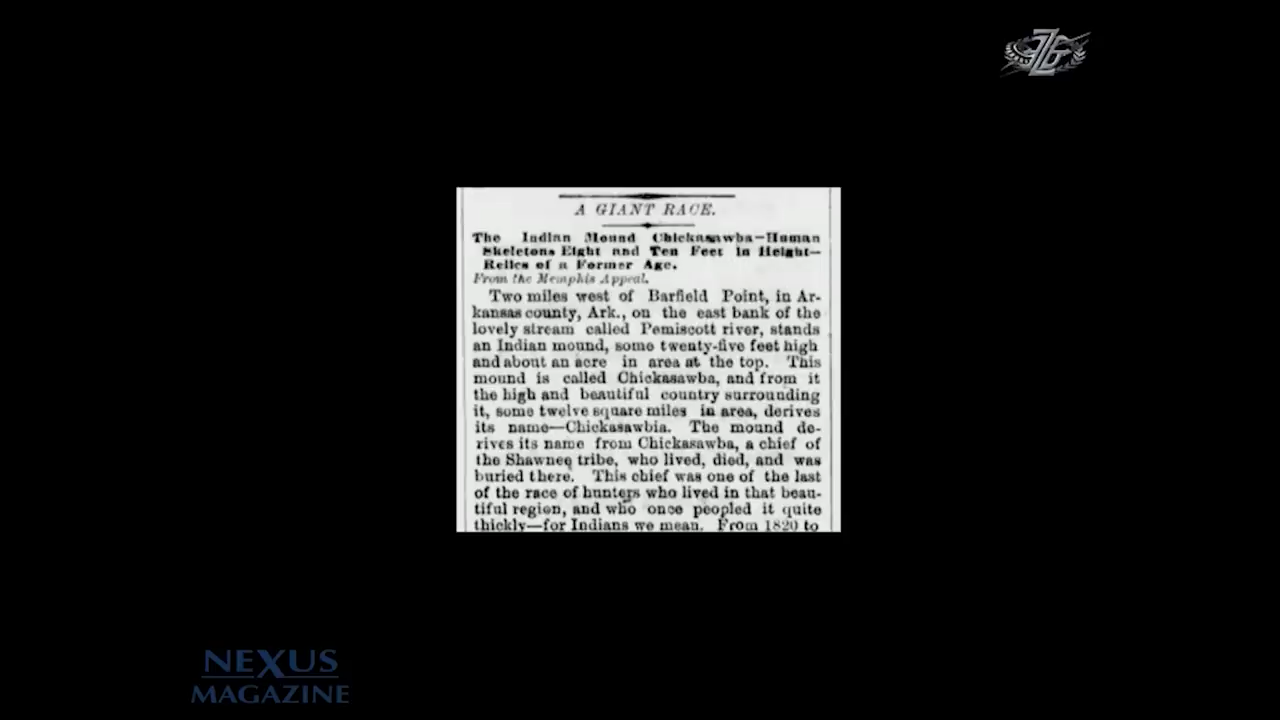 A GIANT RACE.
The Indian Mound Chickasawba—Human
Skeletons Eight and Ten Feet in Height—
Relics of a Former Age.
From the Memphis Appeal.
Two miles west of Barfield Point, in Ar-
kansas county, Ark., on the east bank of the
lovely stream called Pemiscott river, stands
an Indian mound, some twenty-five feet high
and about an acre in area at the top. This
mound is called Chickasawba, and from it
the high and beautiful country surrounding
it, some twelve square miles in area, derives
its name—Chickasawbia. The mound de-
rives its name from Chickasawba, a chief of
the Shawnee tribe, who lived, died, and was
buried there. This chief was one of the last
of the race of hunters who lived in that beau-
tiful region, and who once peopled it quite
thickly—for Indians we mean. From 1820 to
NEXUS
MAGAZINE